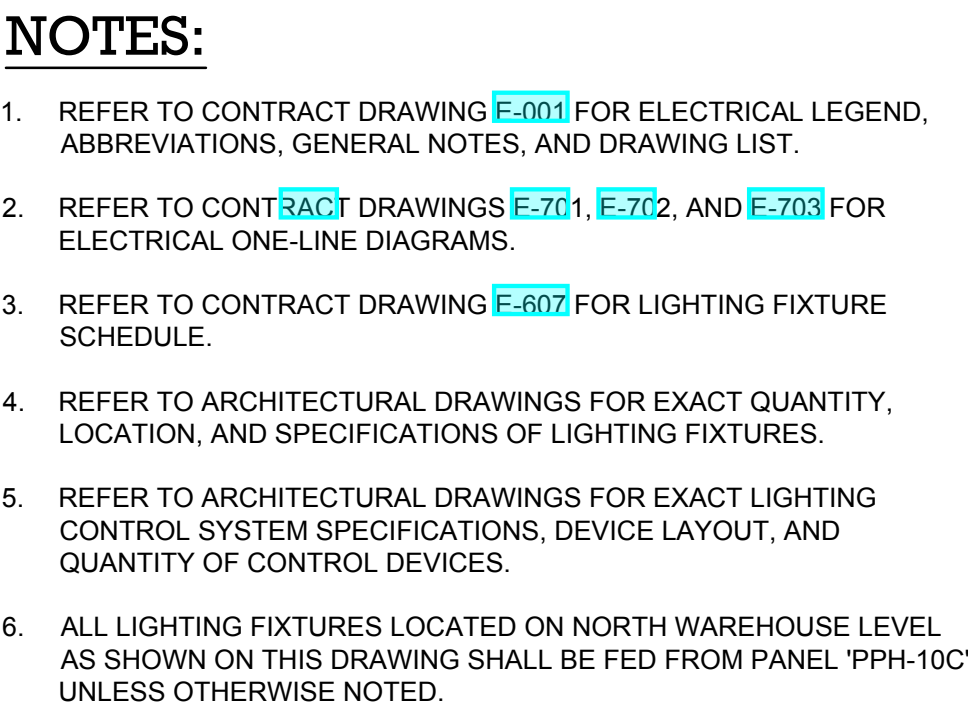 NOTES:
1. REFER TO CONTRACT DRAWING E-001 FOR ELECTRICAL LEGEND,
ABBREVIATIONS, GENERAL NOTES, AND DRAWING LIST.
2. REFER TO CONTRACT DRAWINGS E-701, E-702, AND E-703 FOR
ELECTRICAL ONE-LINE DIAGRAMS.
3. REFER TO CONTRACT DRAWING E-607 FOR LIGHTING FIXTURE
SCHEDULE.
4. REFER TO ARCHITECTURAL DRAWINGS FOR EXACT QUANTITY,
LOCATION, AND SPECIFICATIONS OF LIGHTING FIXTURES.
5. REFER TO ARCHITECTURAL DRAWINGS FOR EXACT LIGHTING
CONTROL SYSTEM SPECIFICATIONS, DEVICE LAYOUT, AND
QUANTITY OF CONTROL DEVICES.
6. ALL LIGHTING FIXTURES LOCATED ON NORTH WAREHOUSE LEVEL
AS SHOWN ON THIS DRAWING SHALL BE FED FROM PANEL 'PPH-10C'
UNLESS OTHERWISE NOTED.